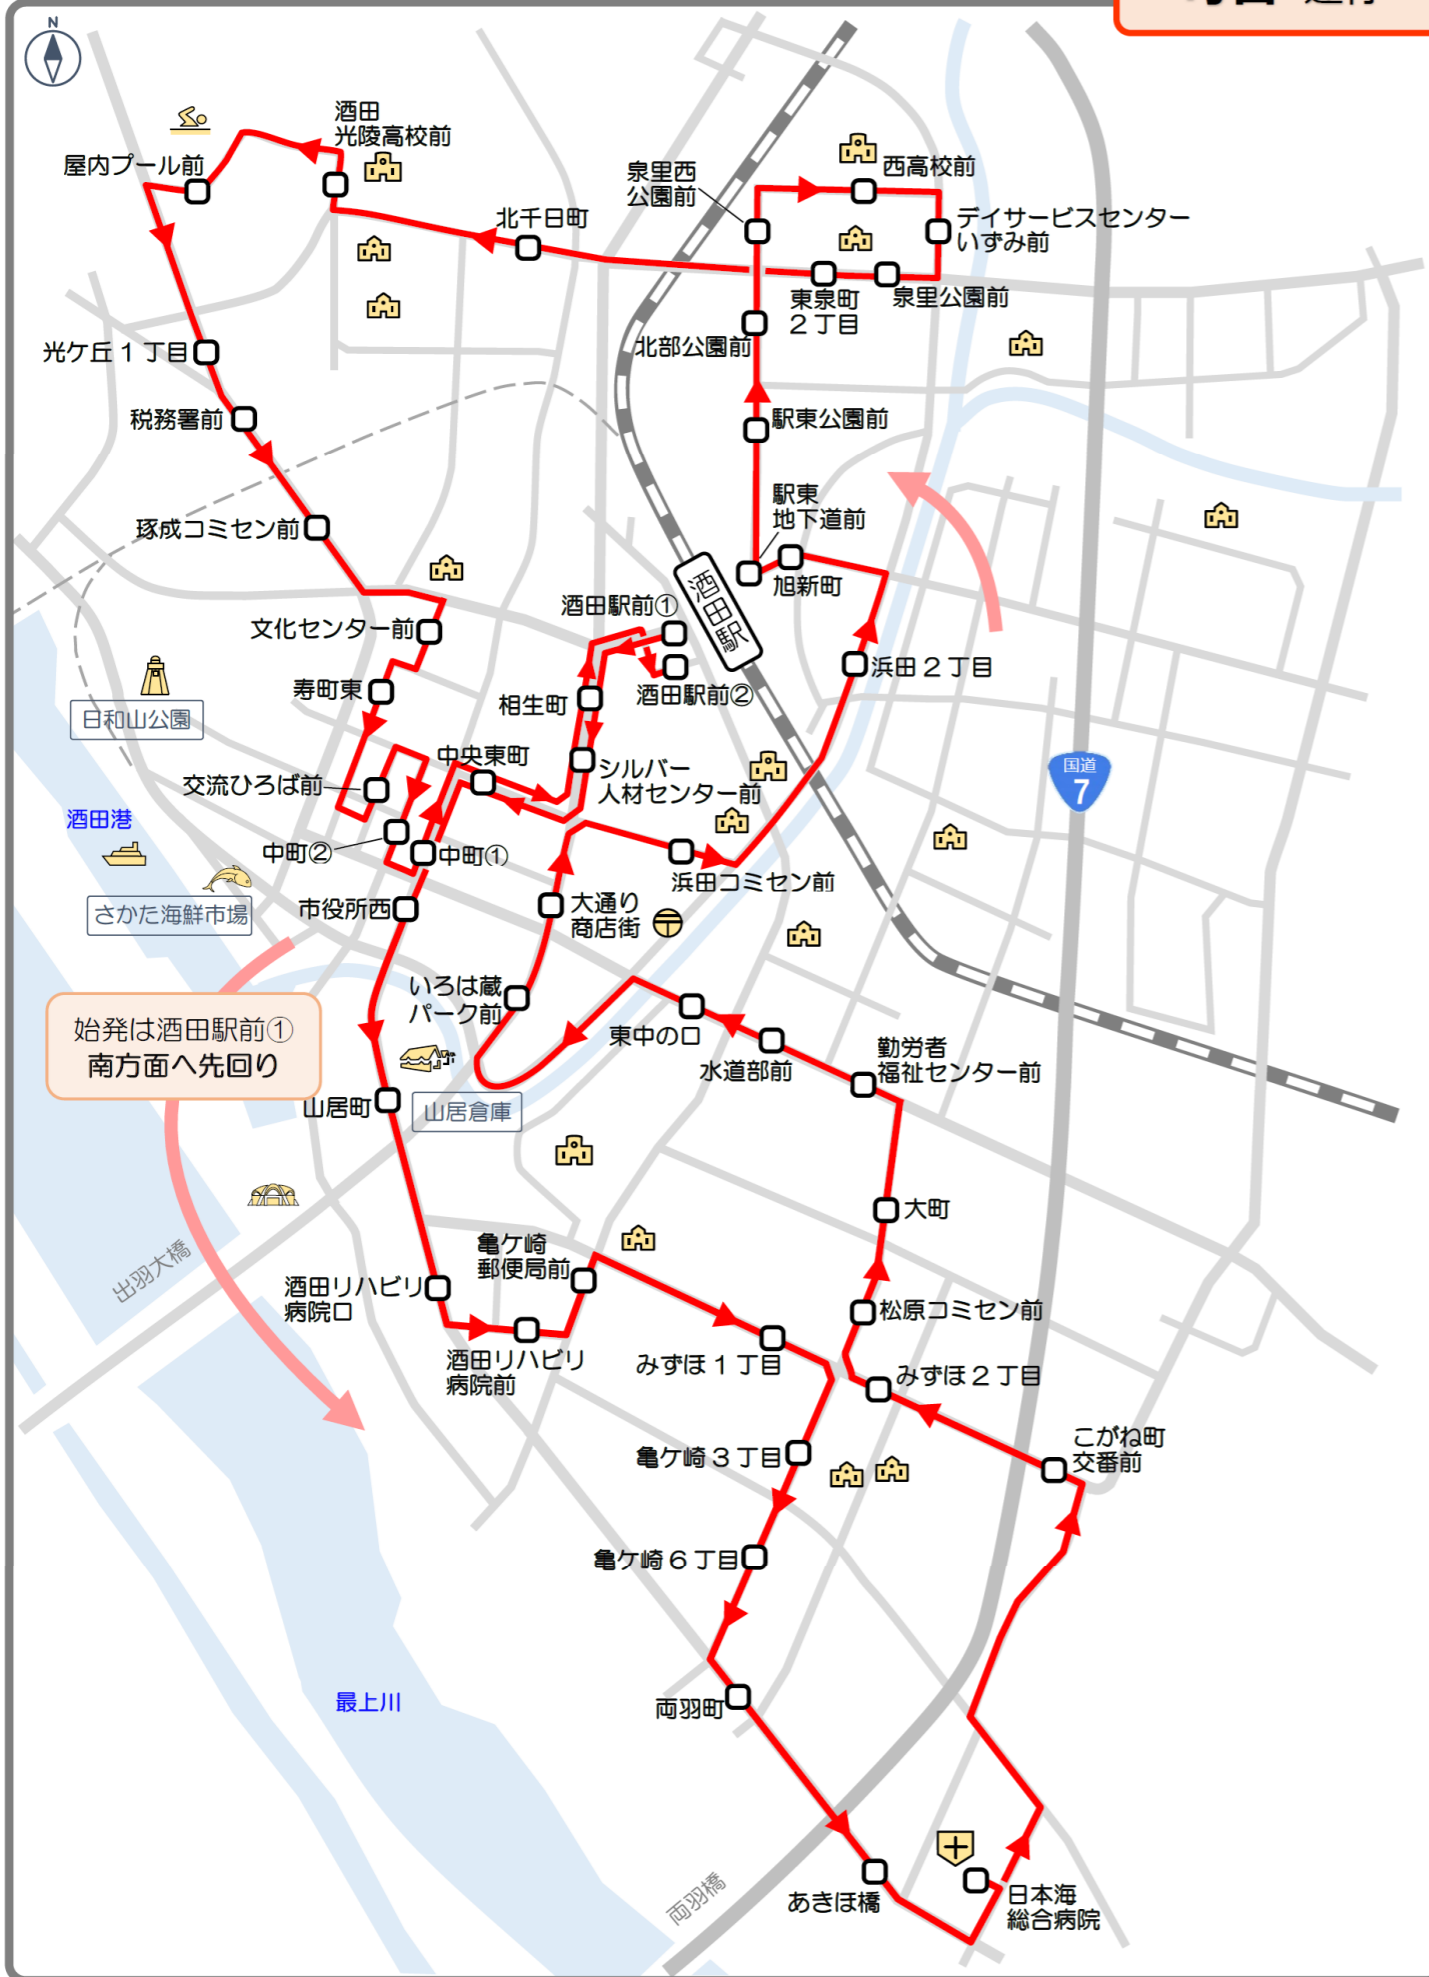 N
酒田
光陵高校前
屋内プール前
泉里西
公園前
西高校前
北千日町
デイサービスセンター
いずみ前
東泉町
2丁目
泉里公園前
北部公園前
光ケ丘1丁目
税務署前
駅東公園前
駅東
地下道前
琢成コミセン前
旭新町
酒田駅
酒田駅前①
文化センター前
浜田2丁目
寿町東
相生町
酒田駅前②
日和山公園
中央東町
シルバー
人材センター前
国道
7
交流ひろば前
酒田港
中町②
中町①
浜田コミセン前
さかた海鮮市場
市役所西
大通り
商店街
いろは蔵
パーク前
始発は酒田駅前①
南方面へ先回り
東中の口
水道部前
勤労者
福祉センター前
山居町
山居倉庫
大町
出羽大橋
亀ケ崎
郵便局前
酒田リハビリ
病院口
松原コミセン前
酒田リハビリ
病院前
みずほ1丁目
みずほ2丁目
亀ケ崎3丁目
こがね町
交番前
亀ケ崎6丁目
最上川
両羽町
両羽橋
あきほ橋
日本海
総合病院